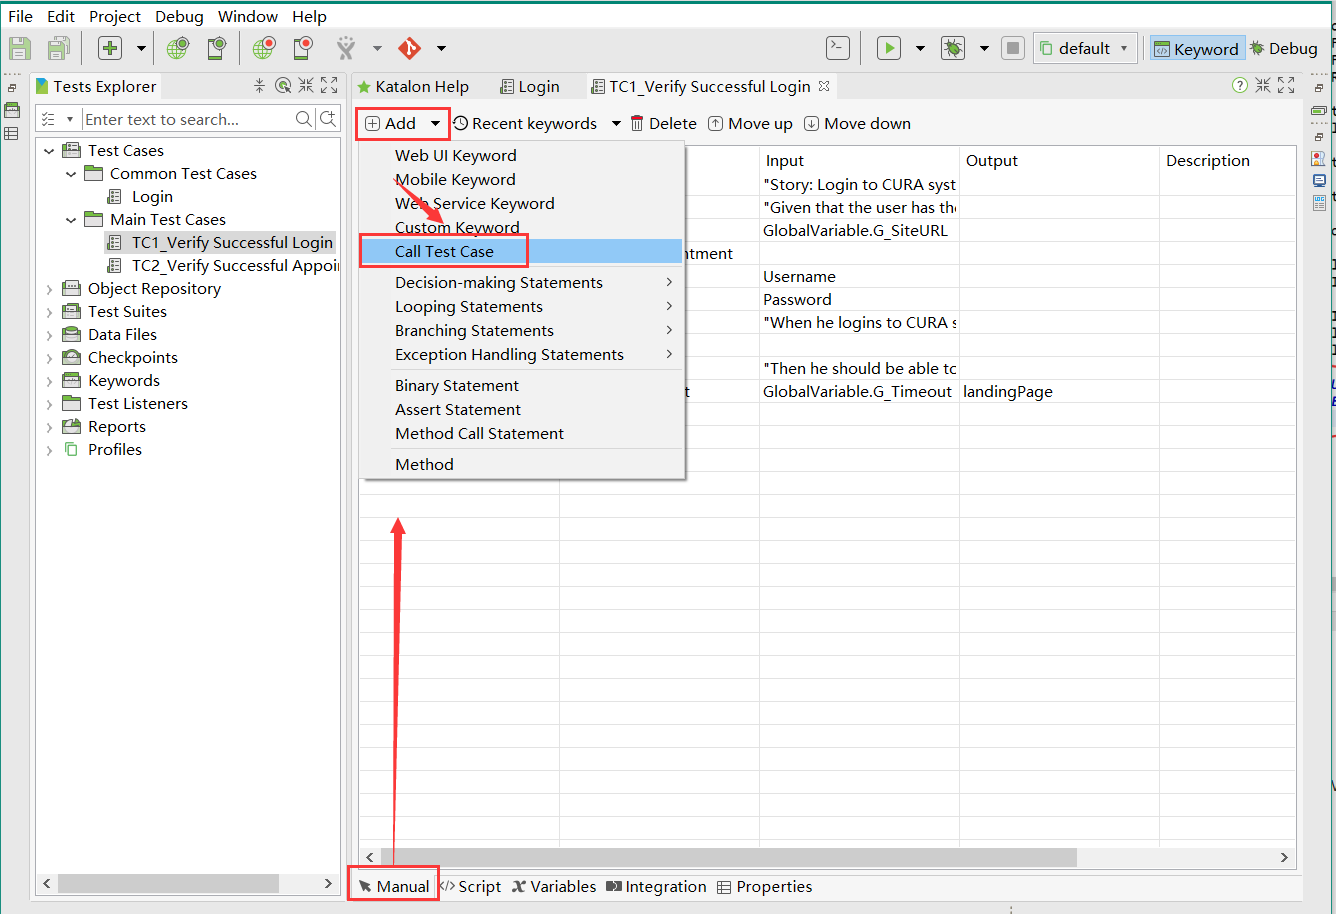 File Edit Project Debug Window Help
default Keyword Debug
Tests Explorer
Katalon Help Login TC1_Verify Successful Login
Enter text to search...
Add Recent keywords Delete Move up Move down
Test Cases
Common Test Cases
Login
Main Test Cases
TC1_Verify Successful Login
TC2_Verify Successful Appoi
Object Repository
Test Suites
Data Files
Checkpoints
Keywords
Test Listeners
Reports
Profiles
Web UI Keyword
Mobile Keyword
Web Service Keyword
Custom Keyword
Call Test Case
Decision-making Statements
Looping Statements
Branching Statements
Exception Handling Statements
Binary Statement
Assert Statement
Method Call Statement
Method
Input Output Description
"Story: Login to CURA syst
"Given that the user has the
GlobalVariable.G_SiteURL
ntment
Username
Password
"When he logins to CURA s
"Then he should be able to
t GlobalVariable.G_Timeout landingPage
Manual Script Variables Integration Properties